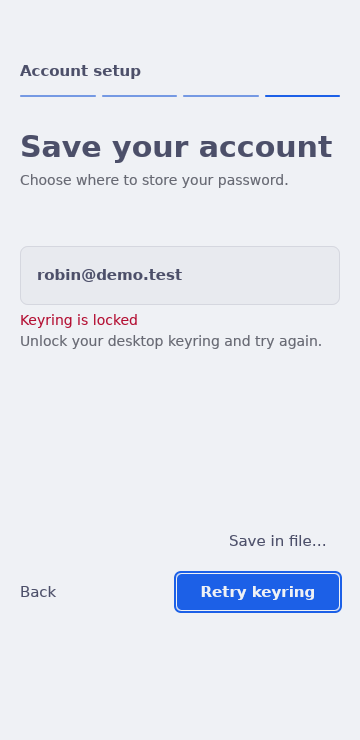 Account setup
Save your account
Choose where to store your password.
robin@demo.test
Keyring is locked
Unlock your desktop keyring and try again.
Save in file…
Back
Retry keyring